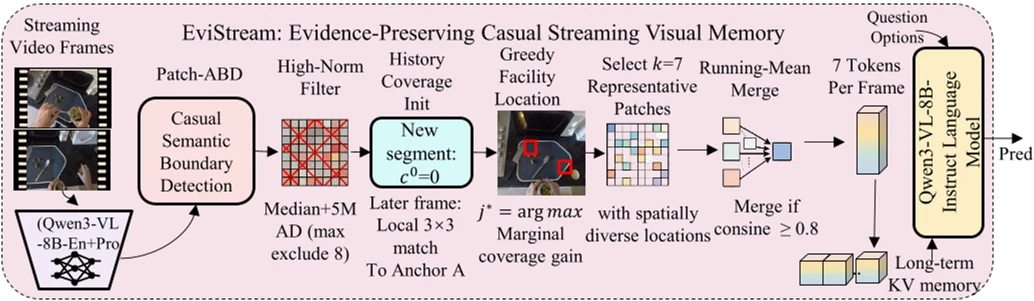 EviStream: Evidence-Preserving Casual Streaming Visual Memory
Streaming
Video Frames
(Qwen3-VL
-8B-En+Pro
Patch-ABD
Casual
Semantic
Boundary
Detection
High-Norm
Filter
Median+5M
AD (max
exclude 8)
History
Coverage
Init
New
segment:
c⁰=0
Later frame:
Local 3×3
match
To Anchor A
Greedy
Facility
Location
j* = arg max
Marginal
coverage gain
Select k=7
Representative
Patches
with spatially
diverse locations
Running-Mean
Merge
Merge if
consine ≥ 0.8
7 Tokens
Per Frame
Long-term
KV memory
Question
Options
Qwen3-VL-8B-
Instruct Language
Model
Pred